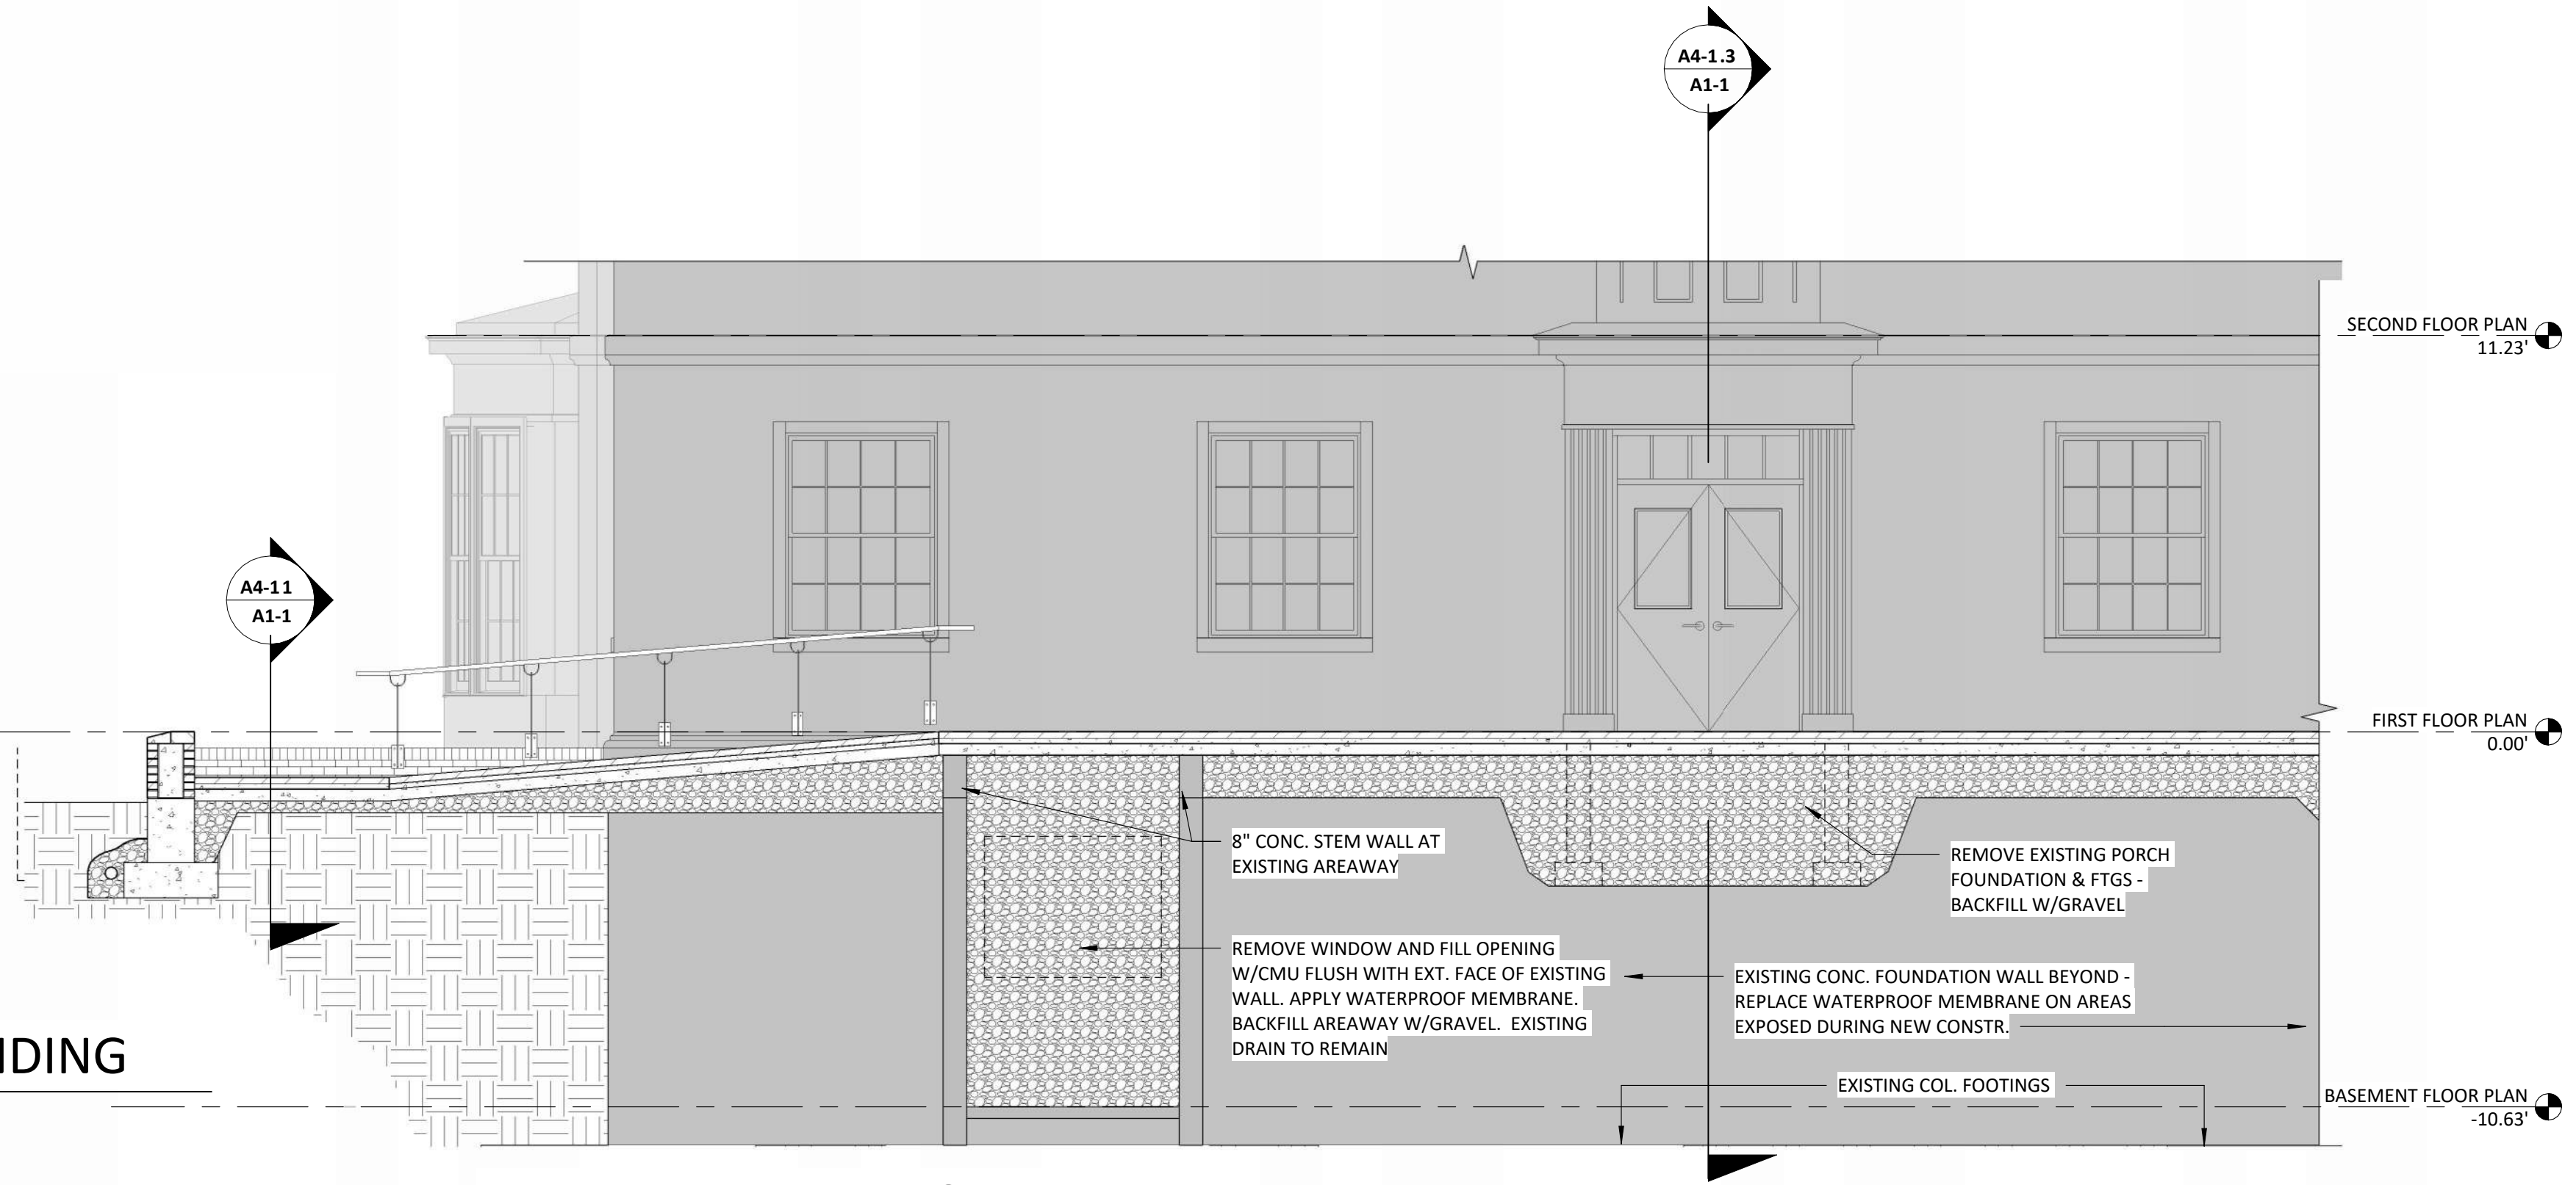 A4-1.3
A1-1
SECOND FLOOR PLAN
11.23'
A4-11
A1-1
FIRST FLOOR PLAN
0.00'
8" CONC. STEM WALL AT
EXISTING AREAWAY
REMOVE EXISTING PORCH
FOUNDATION & FTGS -
BACKFILL W/GRAVEL
REMOVE WINDOW AND FILL OPENING
W/CMU FLUSH WITH EXT. FACE OF EXISTING
WALL. APPLY WATERPROOF MEMBRANE.
BACKFILL AREAWAY W/GRAVEL. EXISTING
DRAIN TO REMAIN
EXISTING CONC. FOUNDATION WALL BEYOND -
REPLACE WATERPROOF MEMBRANE ON AREAS
EXPOSED DURING NEW CONSTR.
NDING
EXISTING COL. FOOTINGS
BASEMENT FLOOR PLAN
-10.63'